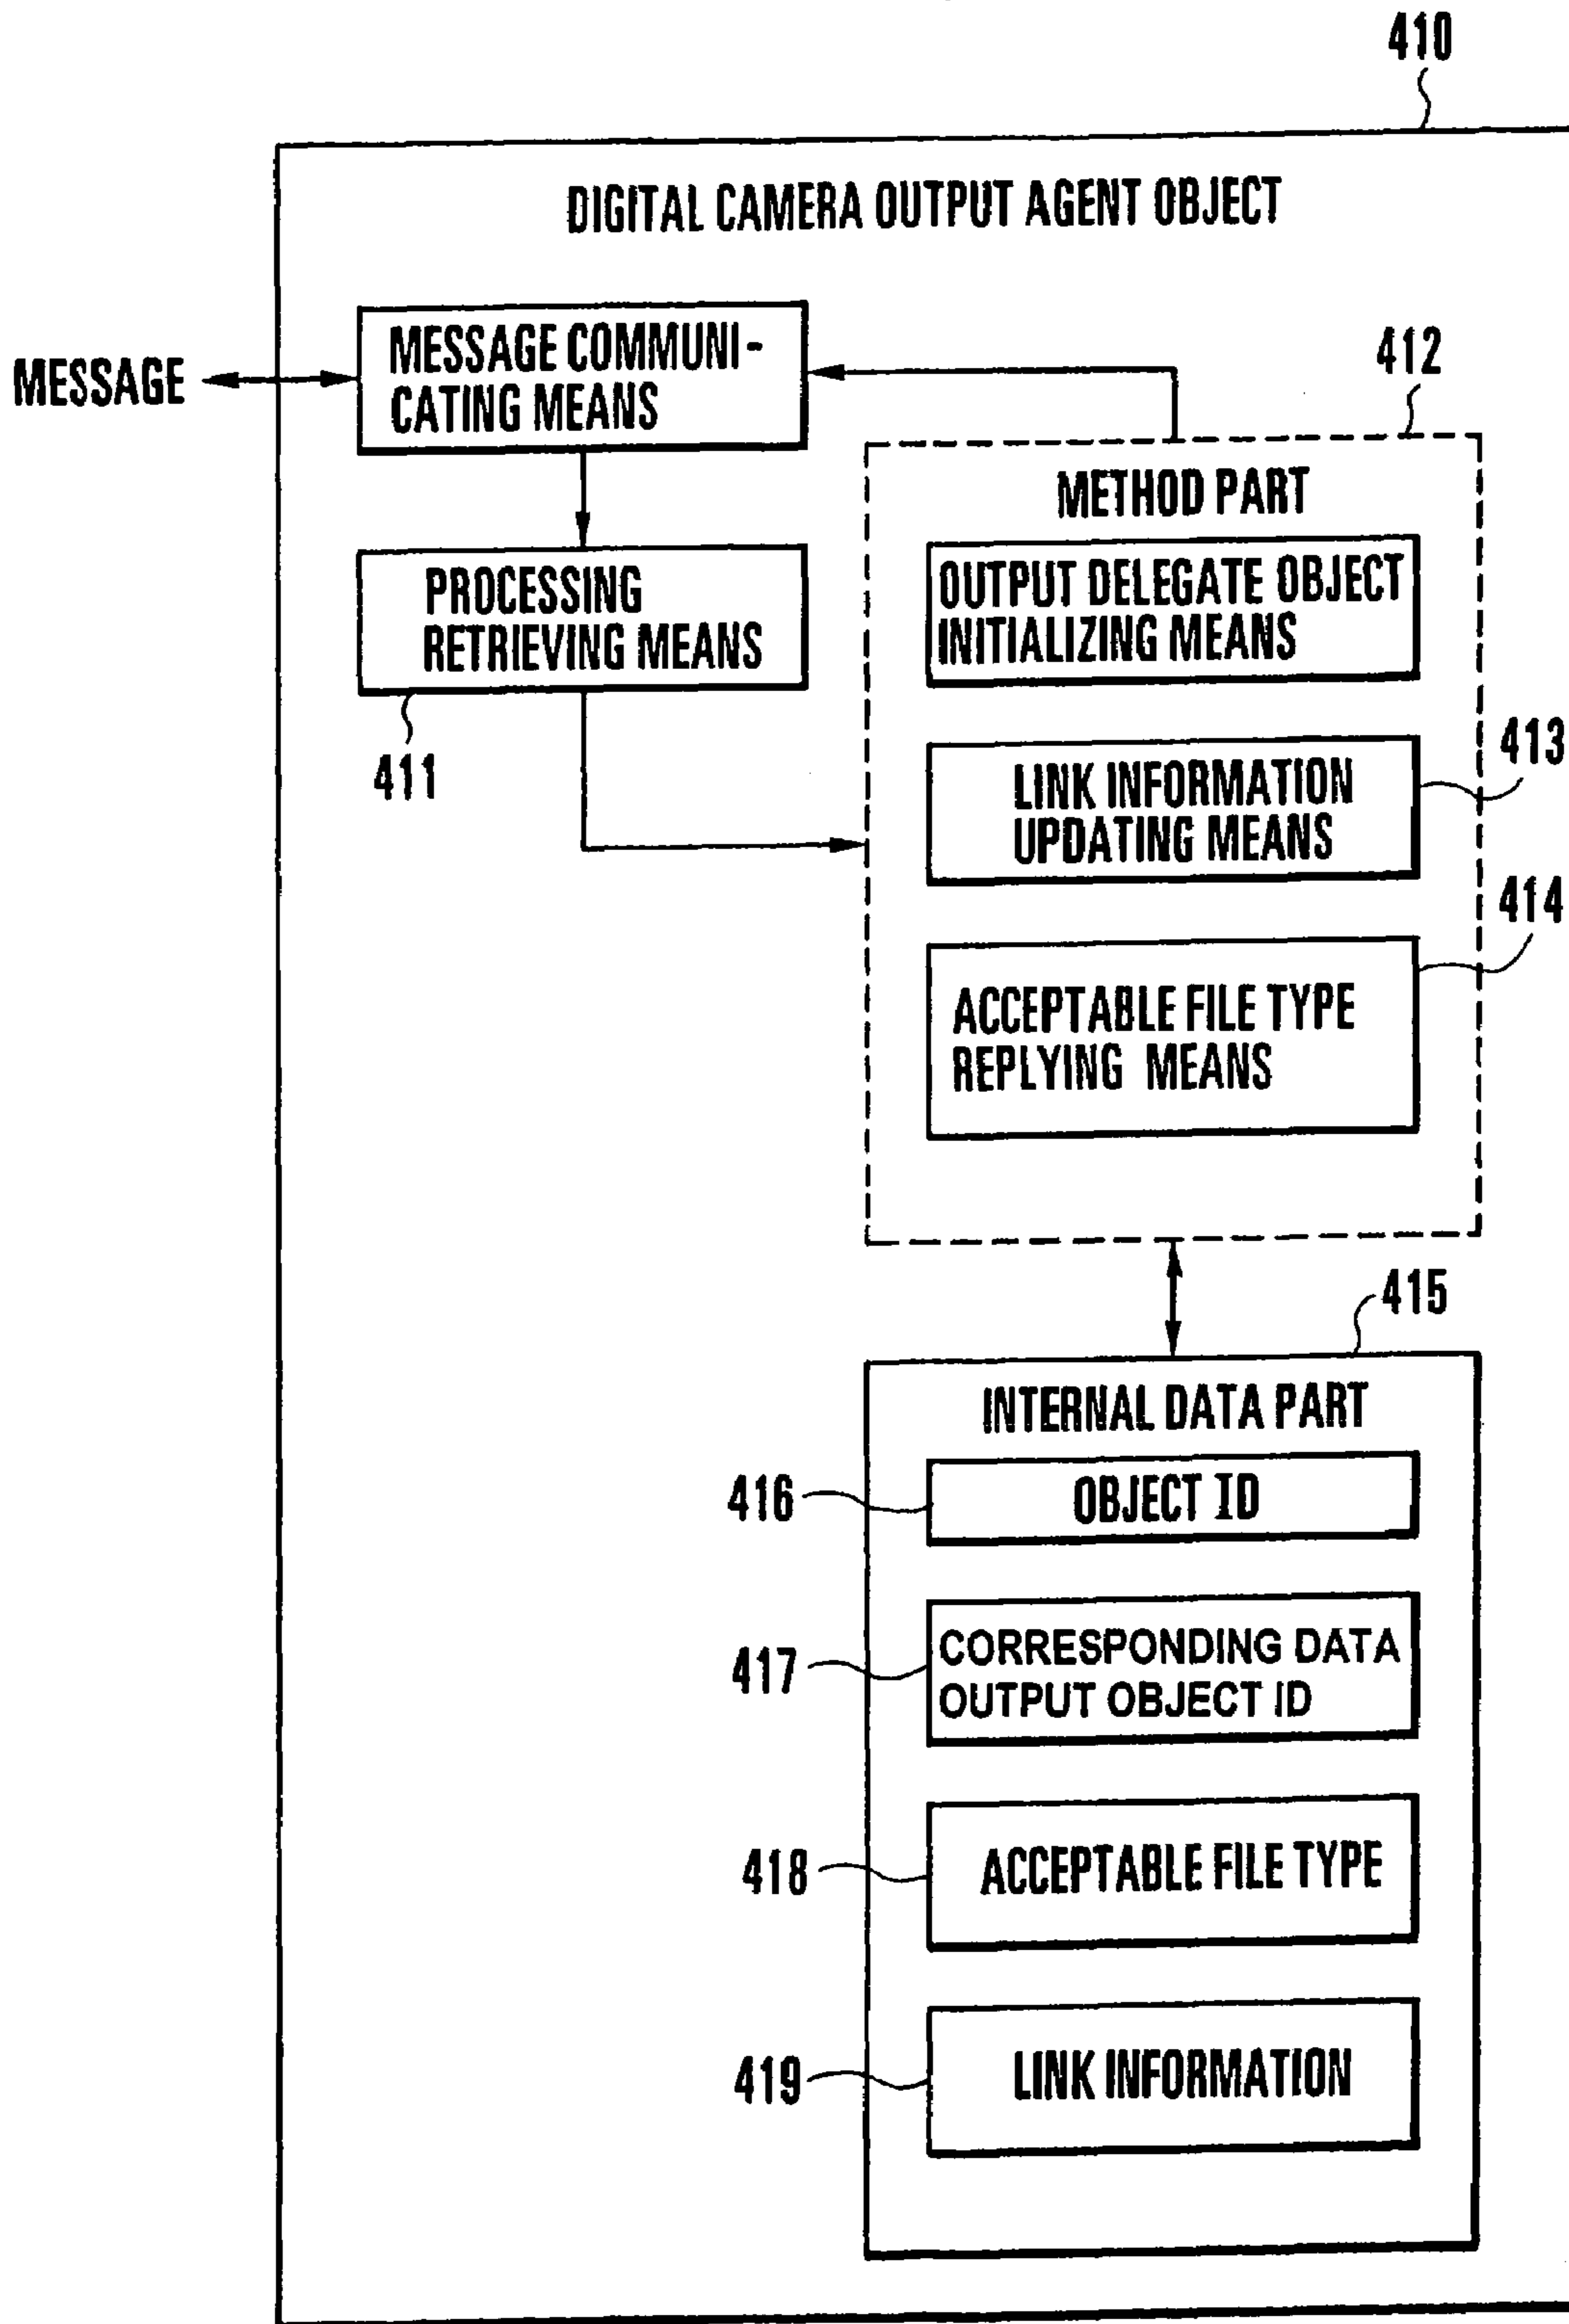 410
DIGITAL CAMERA OUTPUT AGENT OBJECT
MESSAGE
MESSAGE COMMUNI-
CATING MEANS
412
METHOD PART
OUTPUT DELEGATE OBJECT
INITIALIZING MEANS
PROCESSING
RETRIEVING MEANS
411
413
LINK INFORMATION
UPDATING MEANS
414
ACCEPTABLE FILE TYPE
REPLYING MEANS
415
INTERNAL DATA PART
416
OBJECT ID
417
CORRESPONDING DATA
OUTPUT OBJECT ID
418
ACCEPTABLE FILE TYPE
419
LINK INFORMATION